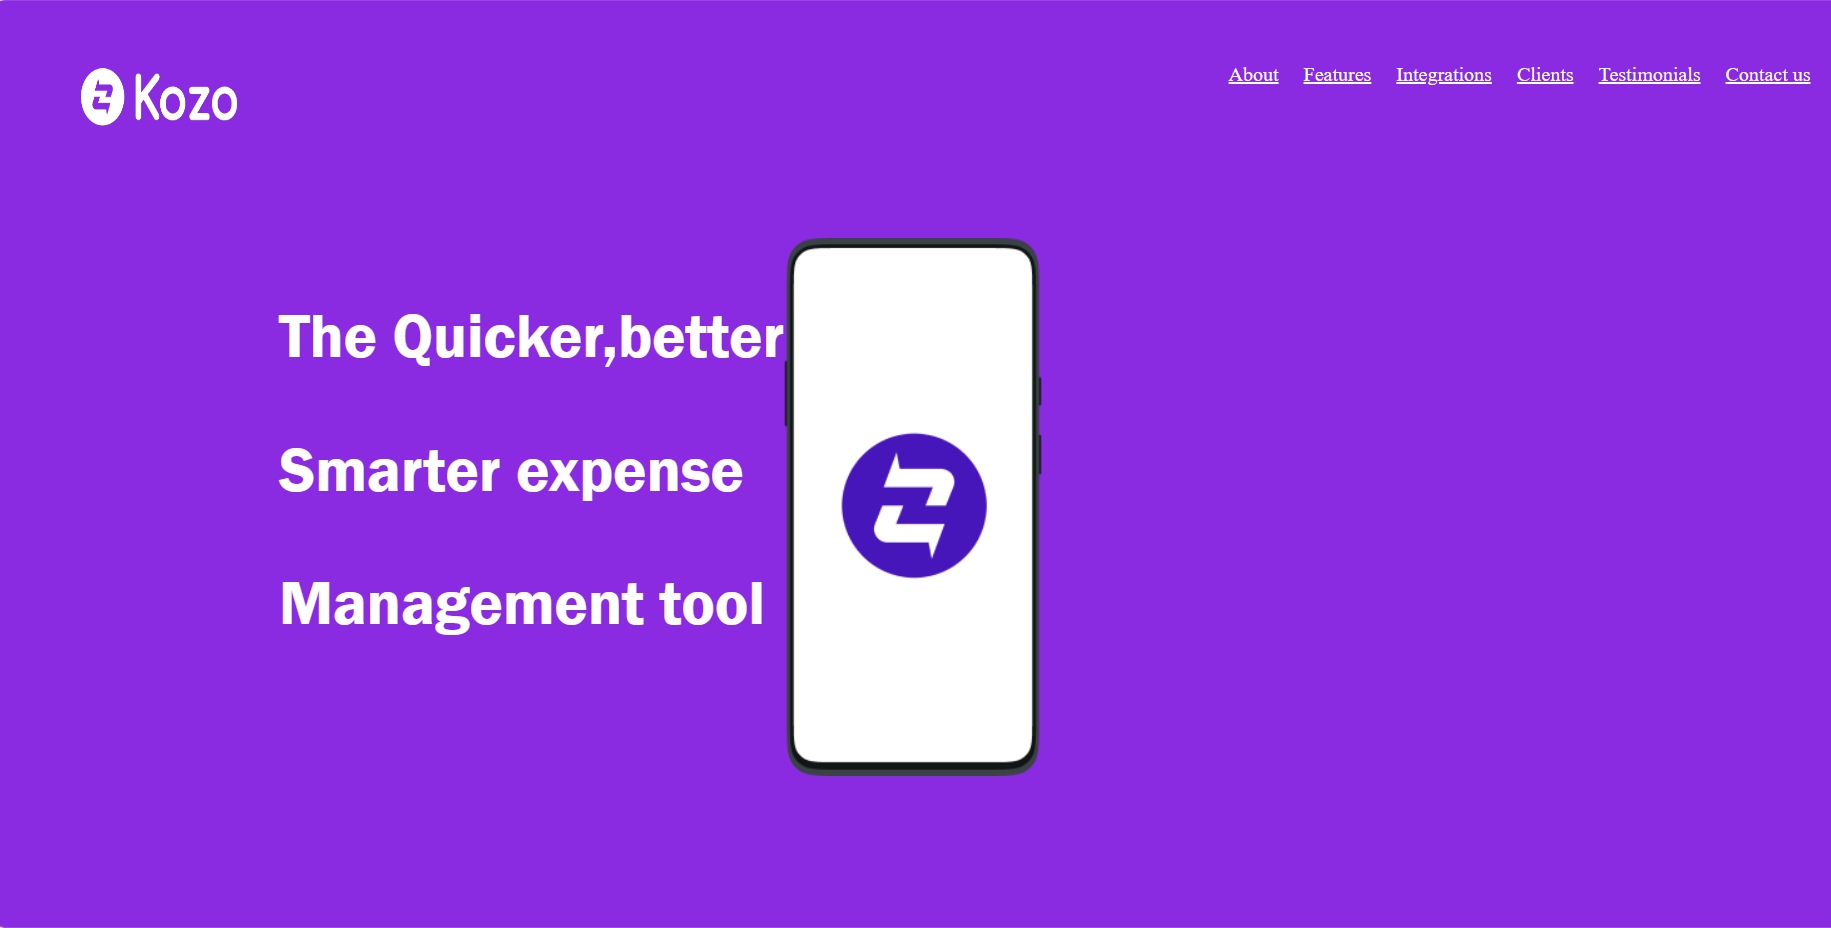 Kozo
About Features Integrations Clients Testimonials Contact us
The Quicker,better
Smarter expense
Management tool